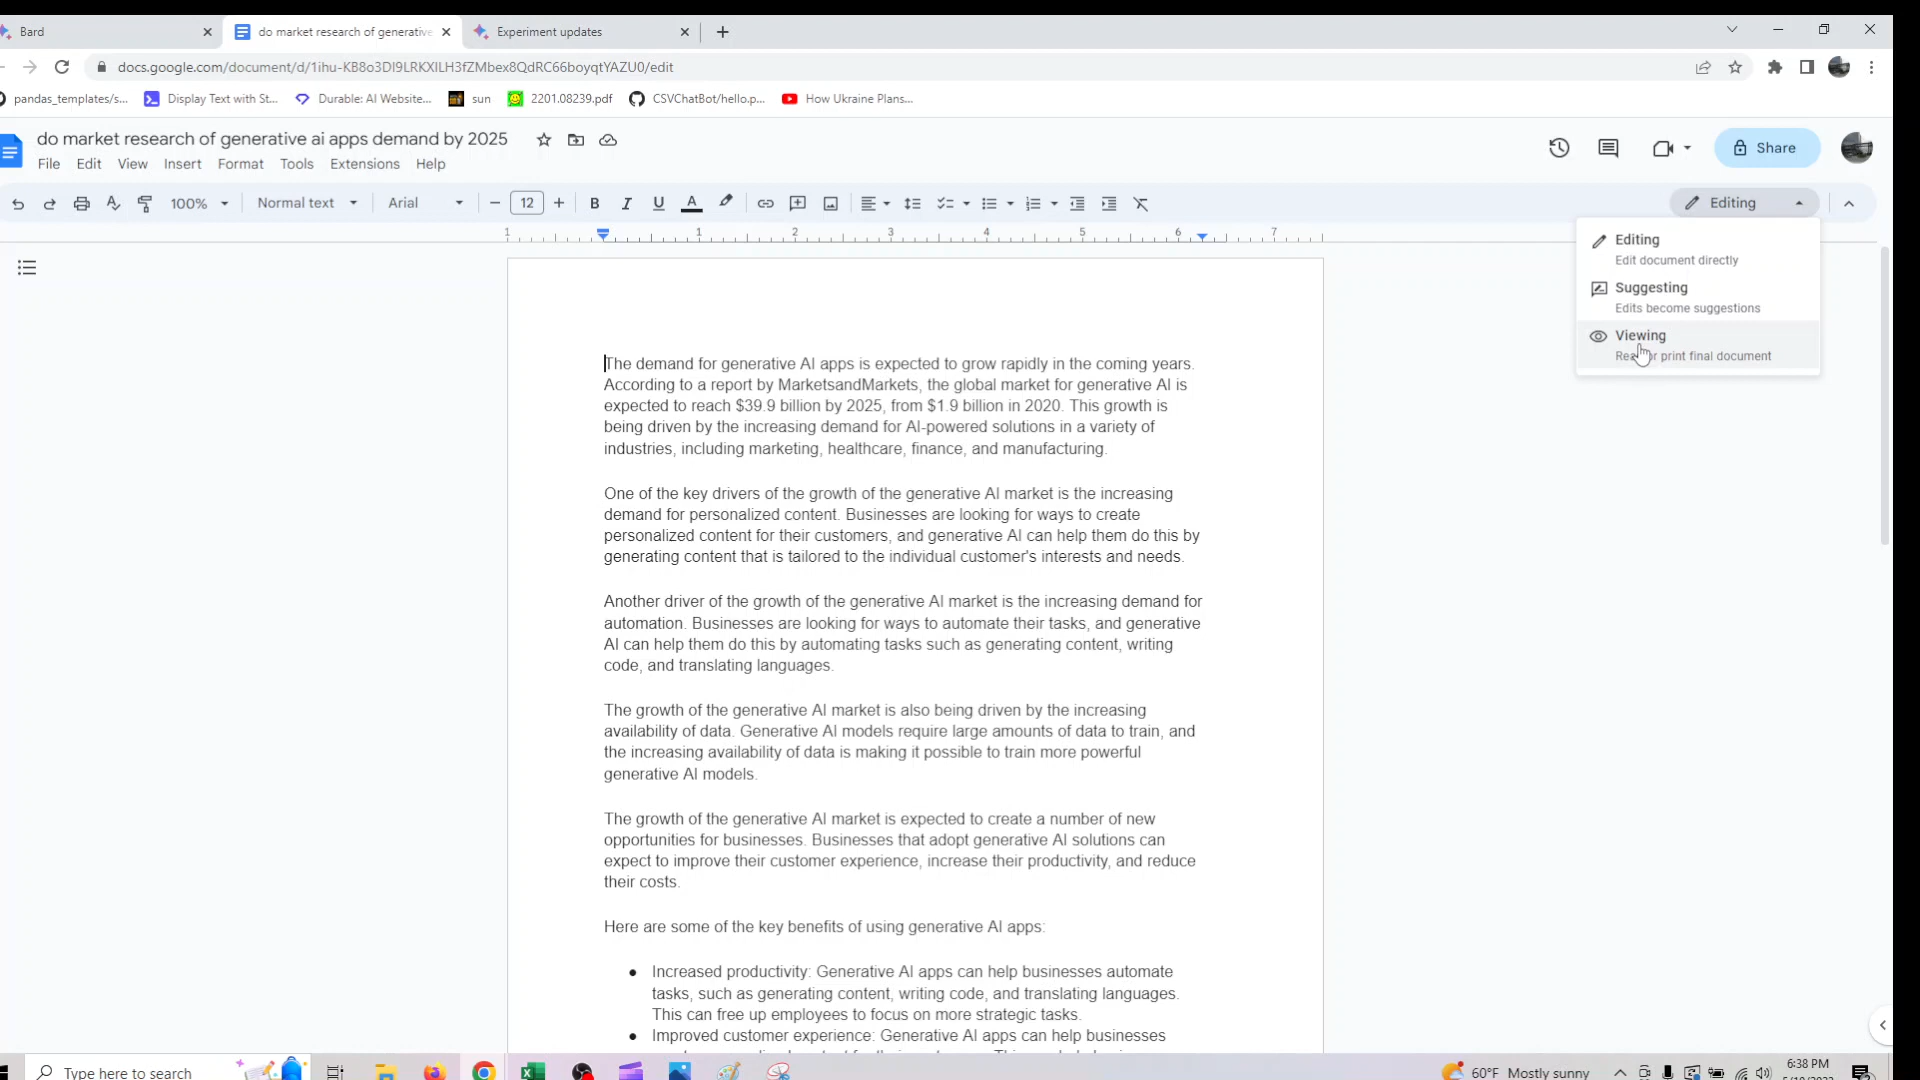 Bard
do market research of generative
Experiment updates
docs.google.com/document/d/1ihu-KB8o3DI9LRKXILH3fZMbex8QdRC66boyqtYAZU0/edit
pandas_templates/s...
Display Text with St...
Durable: AI Website...
sun
2201.08239.pdf
CSVChatBot/hello.p...
How Ukraine Plans...
do market research of generative ai apps demand by 2025
File Edit View Insert Format Tools Extensions Help
Share
100%
Normal text
Arial
12
B I U A
Editing
1 1 2 3 4 5 6 7
Editing
Edit document directly
Suggesting
Edits become suggestions
Viewing
or print final document
The demand for generative AI apps is expected to grow rapidly in the coming years.
According to a report by MarketsandMarkets, the global market for generative AI is
expected to reach $39.9 billion by 2025, from $1.9 billion in 2020. This growth is
being driven by the increasing demand for AI-powered solutions in a variety of
industries, including marketing, healthcare, finance, and manufacturing.
One of the key drivers of the growth of the generative AI market is the increasing
demand for personalized content. Businesses are looking for ways to create
personalized content for their customers, and generative AI can help them do this by
generating content that is tailored to the individual customer's interests and needs.
Another driver of the growth of the generative AI market is the increasing demand for
automation. Businesses are looking for ways to automate their tasks, and generative
AI can help them do this by automating tasks such as generating content, writing
code, and translating languages.
The growth of the generative AI market is also being driven by the increasing
availability of data. Generative AI models require large amounts of data to train, and
the increasing availability of data is making it possible to train more powerful
generative AI models.
The growth of the generative AI market is expected to create a number of new
opportunities for businesses. Businesses that adopt generative AI solutions can
expect to improve their customer experience, increase their productivity, and reduce
their costs.
Here are some of the key benefits of using generative AI apps:
● Increased productivity: Generative AI apps can help businesses automate
tasks, such as generating content, writing code, and translating languages.
This can free up employees to focus on more strategic tasks.
● Improved customer experience: Generative AI apps can help businesses
Type here to search
60°F Mostly sunny
6:38 PM